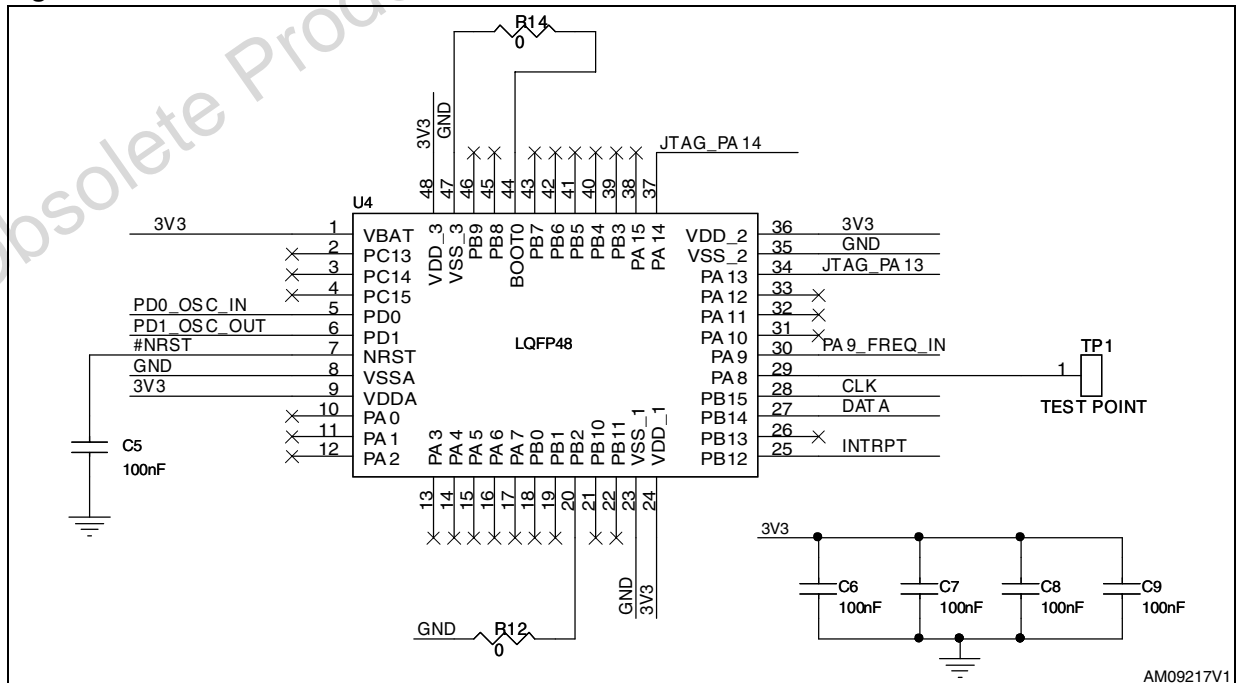 Obsolete Produ
R14
0
3V3
GND
JTAG_PA14
48
47
46
45
44
43
42
41
40
39
38
37
U4
VDD_3
VSS_3
PB9
PB8
BOOT0
PB7
PB6
PB5
PB4
PB3
PA15
PA14
3V3 1 VBAT
2 PC13
3 PC14
4 PC15
PD0_OSC_IN 5 PD0
PD1_OSC_OUT 6 PD1
#NRST 7 NRST
GND 8 VSSA
3V3 9 VDDA
10 PA0
11 PA1
12 PA2
LQFP48
VDD_2 36 3V3
VSS_2 35 GND
PA13 34 JTAG_PA13
PA12 33
PA11 32
PA10 31
PA9 30 PA9_FREQ_IN
PA8 29
PB15 28 CLK
PB14 27 DATA
PB13 26
PB12 25 INTRPT
1
TP1
TEST POINT
C5
100nF
PA3
PA4
PA5
PA6
PA7
PB0
PB1
PB2
PB10
PB11
VSS_1
VDD_1
13
14
15
16
17
18
19
20
21
22
23
24
GND
3V3
GND
R12
0
3V3
C6
100nF
C7
100nF
C8
100nF
C9
100nF
AM09217V1